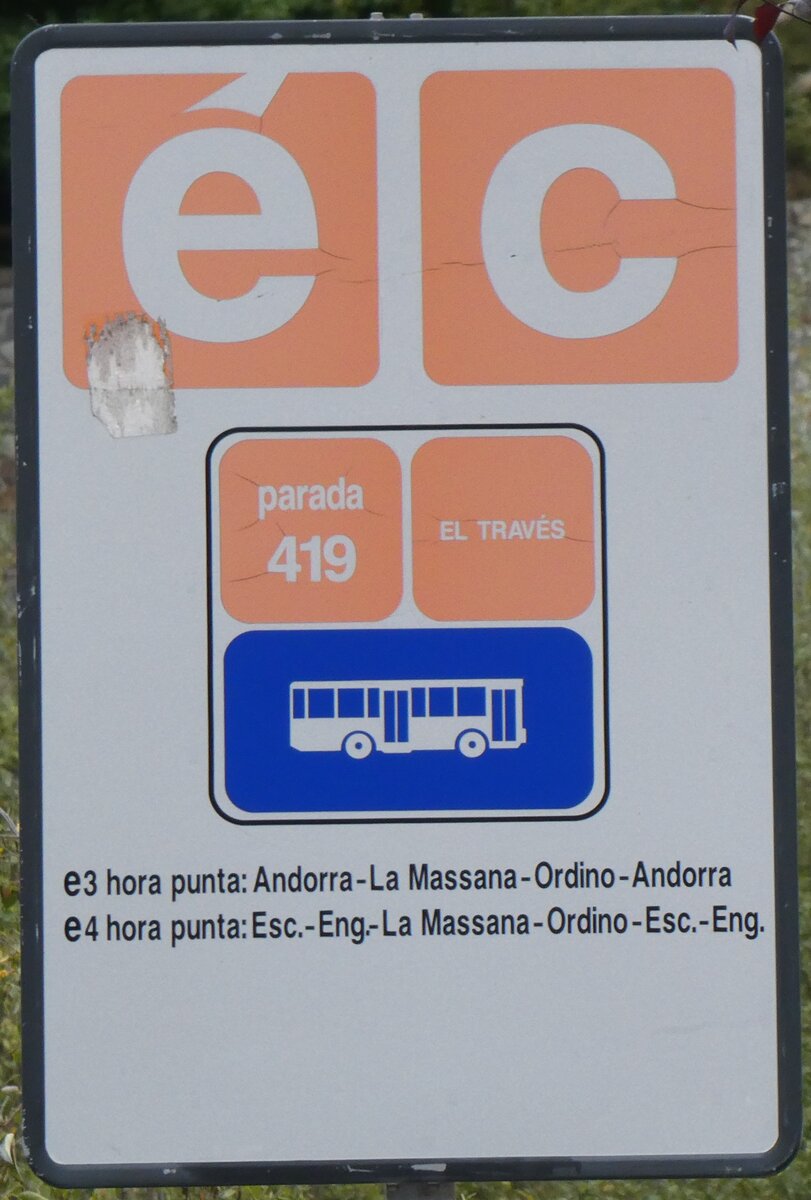 é c
parada
419
EL TRAVÉS
e3 hora punta: Andorra-La Massana-Ordino-Andorra
e4 hora punta: Esc.-Eng.-La Massana-Ordino-Esc.-Eng.